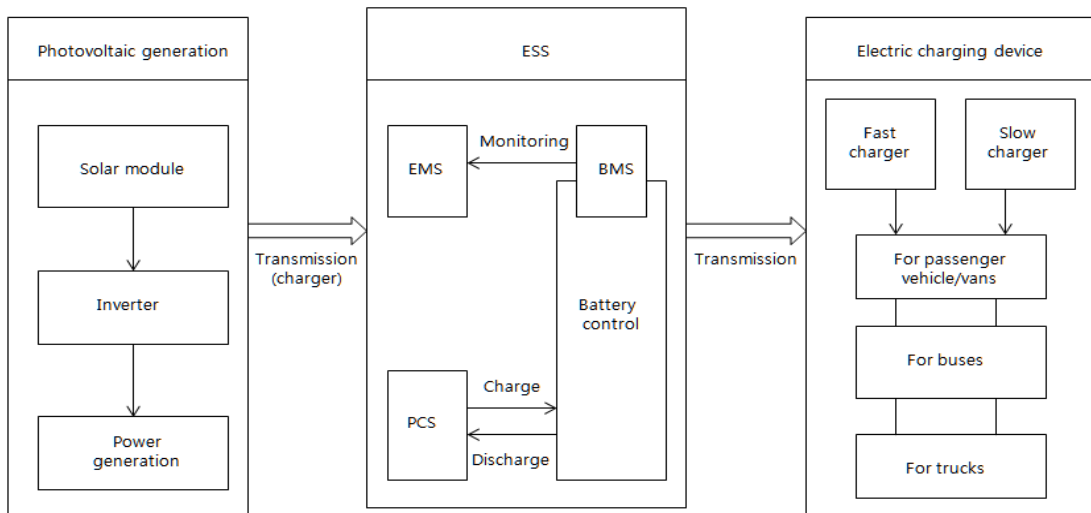 Photovoltaic generation
Solar module
Inverter
Power
generation
Transmission
(charger)
ESS
EMS
Monitoring
BMS
Battery
control
PCS
Charge
Discharge
Transmission
Electric charging device
Fast
charger
Slow
charger
For passenger
vehicle/vans
For buses
For trucks